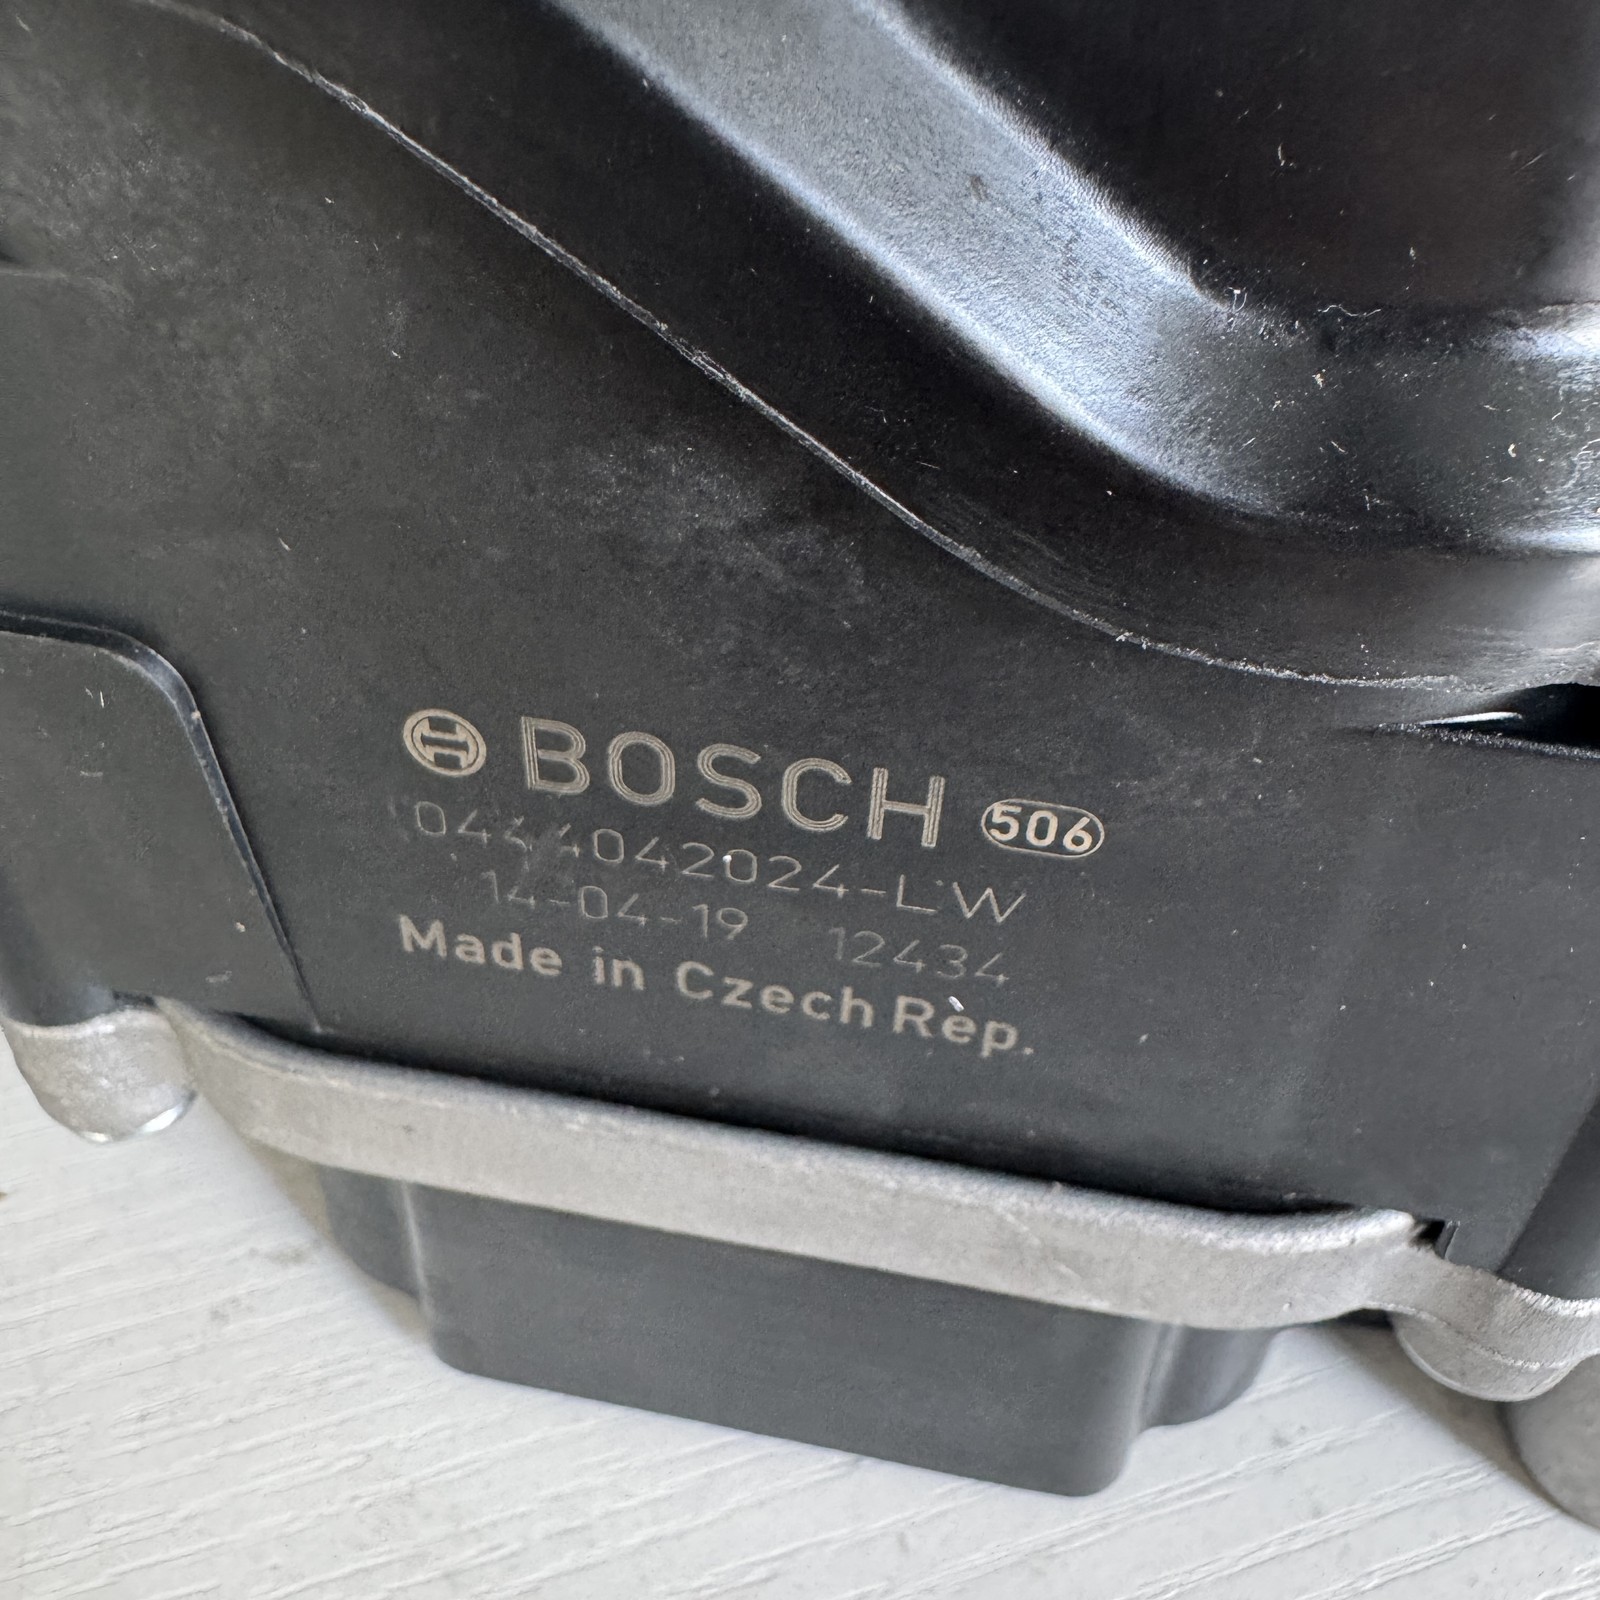 BOSCH 506
0444042024-LW
14-04-19 12434
Made in Czech Rep.